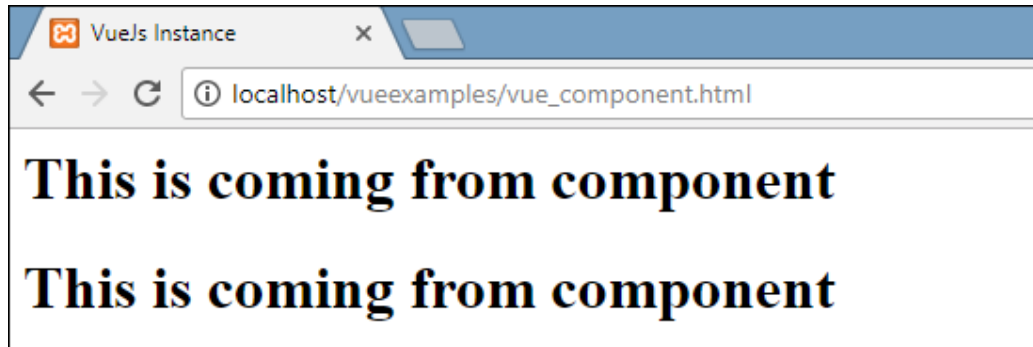 VueJs Instance
localhost/vueexamples/vue_component.html
This is coming from component
This is coming from component